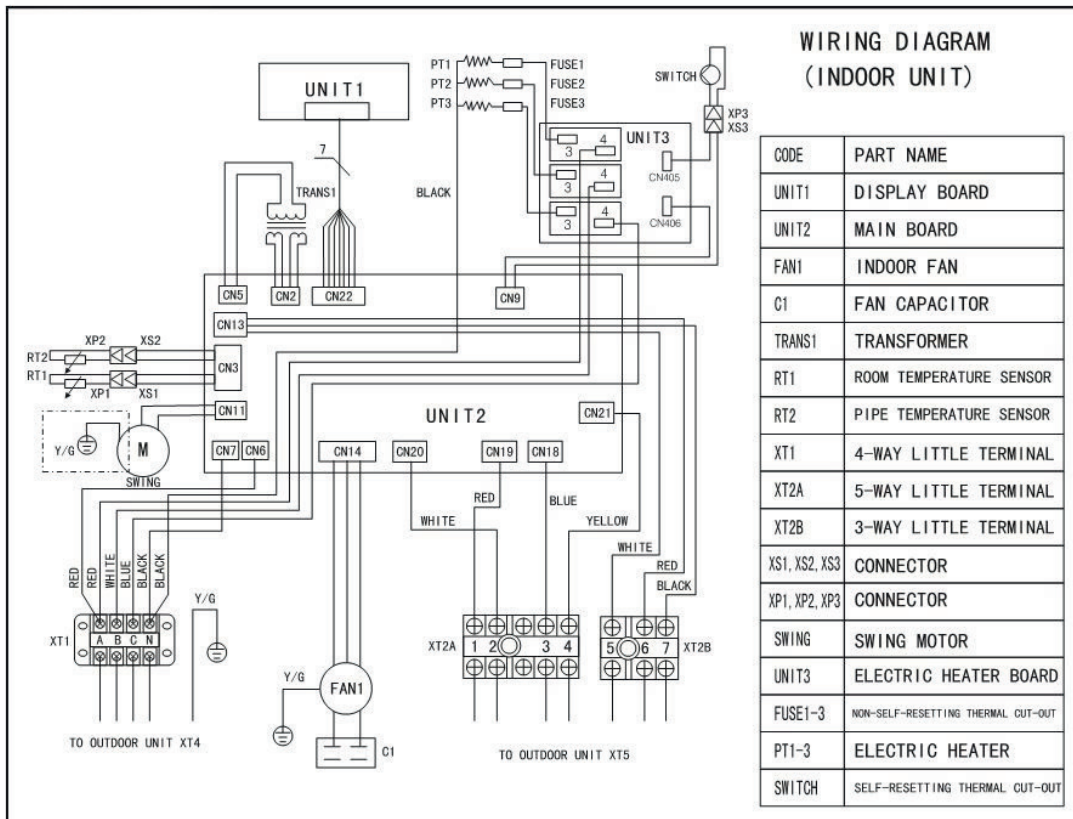 WIRING DIAGRAM
(INDOOR UNIT)
UNIT1
7
TRANS1
PT1 FUSE1
PT2 FUSE2
PT3 FUSE3
BLACK
SWITCH
XP3
XS3
UNIT3
3 4
3 4
3 4
CN405
CN406
CN5 CN2 CN22 CN9
CN13
XP2 XS2
RT2
RT1
XP1 XS1
CN3
CN11
Y/G
M
SWING
UNIT2
CN21
CN7 CN6 CN14 CN20 CN19 CN18
RED
BLUE
WHITE
YELLOW
WHITE
RED
BLACK
RED
RED
WHITE
BLUE
BLACK
BLACK
Y/G
XT1
A B C N
TO OUTDOOR UNIT XT4
Y/G
FAN1
C1
XT2A
1 2 3 4
5 6 7
XT2B
TO OUTDOOR UNIT XT5
CODE PART NAME
UNIT1 DISPLAY BOARD
UNIT2 MAIN BOARD
FAN1 INDOOR FAN
C1 FAN CAPACITOR
TRANS1 TRANSFORMER
RT1 ROOM TEMPERATURE SENSOR
RT2 PIPE TEMPERATURE SENSOR
XT1 4-WAY LITTLE TERMINAL
XT2A 5-WAY LITTLE TERMINAL
XT2B 3-WAY LITTLE TERMINAL
XS1, XS2, XS3 CONNECTOR
XP1, XP2, XP3 CONNECTOR
SWING SWING MOTOR
UNIT3 ELECTRIC HEATER BOARD
FUSE1-3 NON-SELF-RESETTING THERMAL CUT-OUT
PT1-3 ELECTRIC HEATER
SWITCH SELF-RESETTING THERMAL CUT-OUT